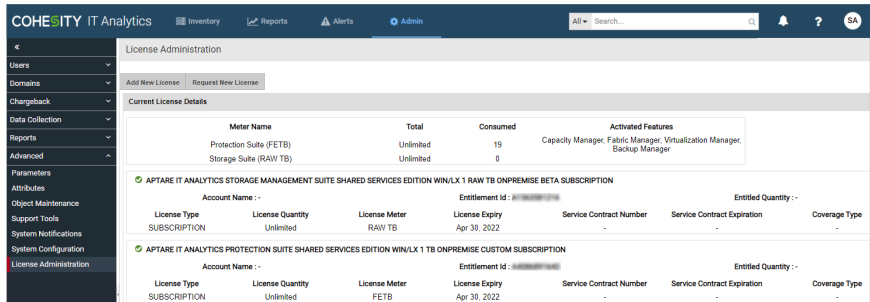 COHESITY IT Analytics
Inventory
Reports
Alerts
Admin
All
Search...
?
SA
«
Users
Domains
Chargeback
Data Collection
Reports
Advanced
Parameters
Attributes
Object Maintenance
Support Tools
System Notifications
System Configuration
License Administration
License Administration
Add New License Request New License
Current License Details
Meter Name Total Consumed Activated Features
Protection Suite (FETB) Unlimited 19 Capacity Manager, Fabric Manager, Virtualization Manager,
Backup Manager
Storage Suite (RAW TB) Unlimited 0
APTARE IT ANALYTICS STORAGE MANAGEMENT SUITE SHARED SERVICES EDITION WIN/LX 1 RAW TB ONPREMISE BETA SUBSCRIPTION
Account Name : - Entitlement Id : Entitled Quantity : -
License Type License Quantity License Meter License Expiry Service Contract Number Service Contract Expiration Coverage Type
SUBSCRIPTION Unlimited RAW TB Apr 30, 2022 - - -
APTARE IT ANALYTICS PROTECTION SUITE SHARED SERVICES EDITION WIN/LX 1 TB ONPREMISE CUSTOM SUBSCRIPTION
Account Name : - Entitlement Id : Entitled Quantity : -
License Type License Quantity License Meter License Expiry Service Contract Number Service Contract Expiration Coverage Type
SUBSCRIPTION Unlimited FETB Apr 30, 2022 - - -